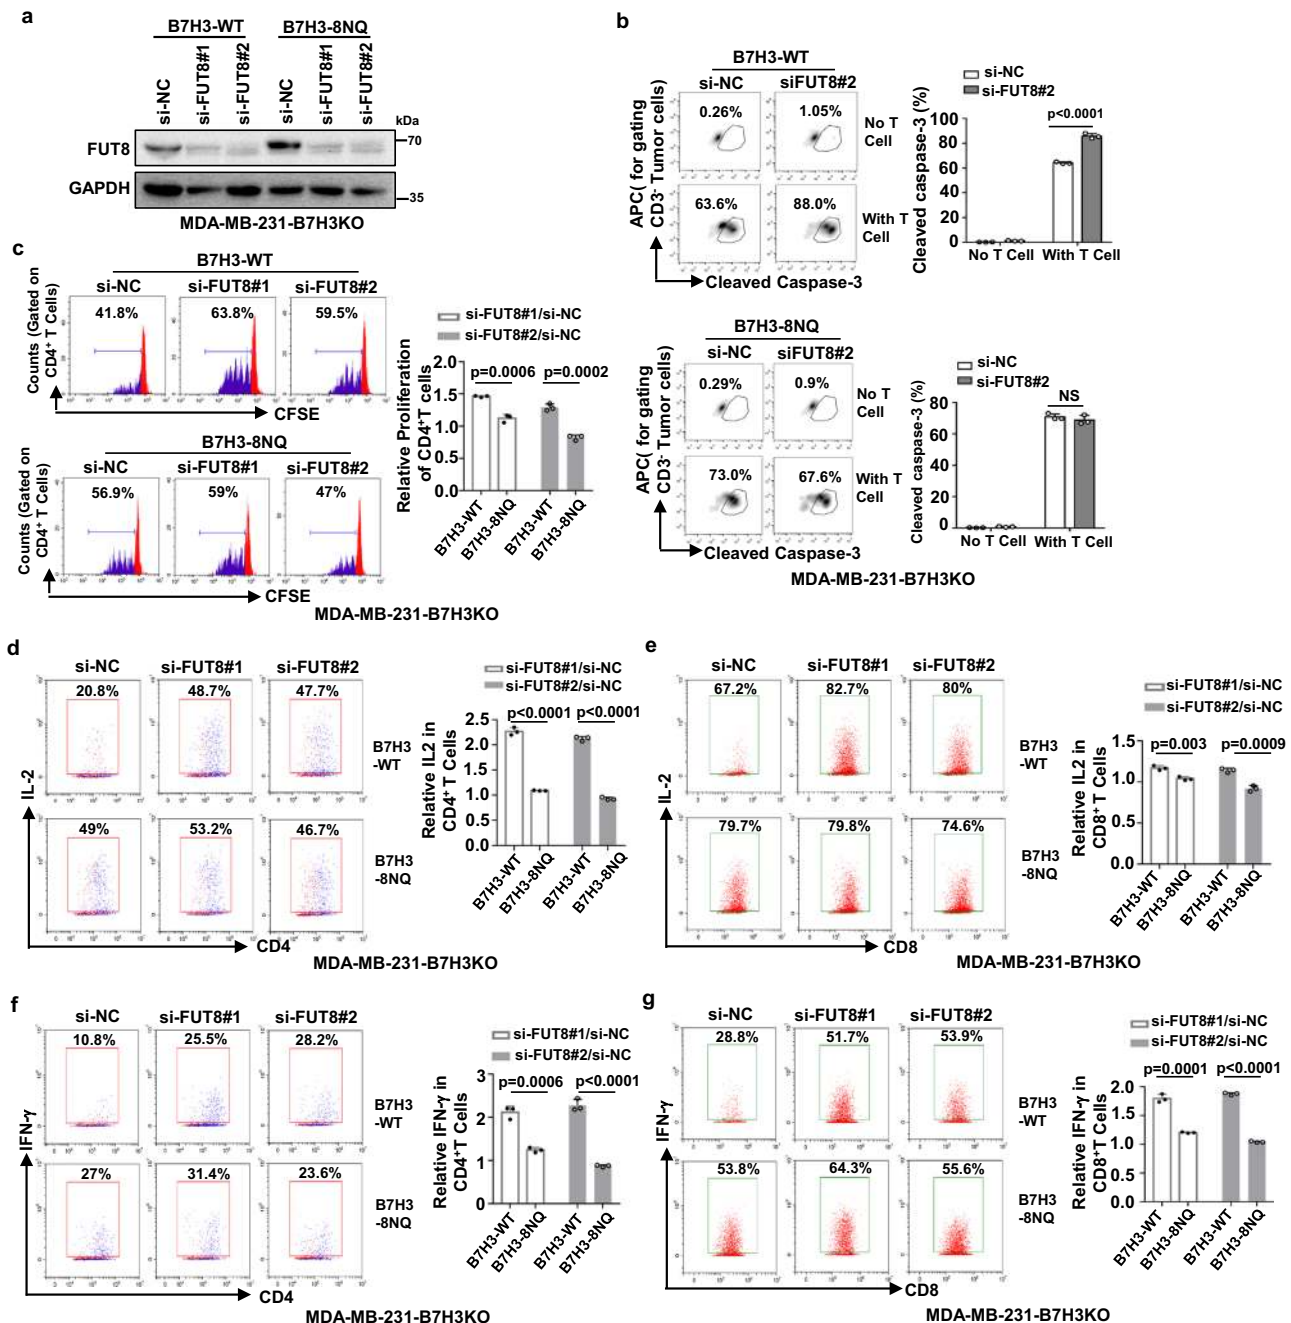 a
B7H3-WT
B7H3-8NQ
si-NC
si-FUT8#1
si-FUT8#2
si-NC
si-FUT8#1
si-FUT8#2
kDa
FUT8
70
GAPDH
35
MDA-MB-231-B7H3KO
b
B7H3-WT
si-NC
siFUT8#2
0.26%
1.05%
No T
Cell
63.6%
88.0%
With T
Cell
APC( for gating
CD3- Tumor cells)
Cleaved Caspase-3
si-NC
si-FUT8#2
p<0.0001
Cleaved caspase-3 (%)
100
80
60
40
20
0
No T Cell
With T Cell
B7H3-8NQ
si-NC
siFUT8#2
0.29%
0.9%
No T
Cell
73.0%
67.6%
With T
Cell
APC( for gating
CD3- Tumor cells)
Cleaved Caspase-3
si-NC
si-FUT8#2
NS
Cleaved caspase-3 (%)
80
60
40
20
0
No T Cell
With T Cell
MDA-MB-231-B7H3KO
c
B7H3-WT
si-NC
si-FUT8#1
si-FUT8#2
41.8%
63.8%
59.5%
Counts (Gated on
CD4+ T Cells)
CFSE
B7H3-8NQ
si-NC
si-FUT8#1
si-FUT8#2
56.9%
59%
47%
Counts (Gated on
CD4+ T Cells)
CFSE
si-FUT8#1/si-NC
si-FUT8#2/si-NC
p=0.0006
p=0.0002
Relative Proliferation
of CD4+T cells
2.0
1.5
1.0
0.5
0.0
B7H3-WT
B7H3-8NQ
B7H3-WT
B7H3-8NQ
MDA-MB-231-B7H3KO
d
si-NC
si-FUT8#1
si-FUT8#2
20.8%
48.7%
47.7%
B7H3
-WT
49%
53.2%
46.7%
B7H3
-8NQ
IL-2
CD4
si-FUT8#1/si-NC
si-FUT8#2/si-NC
p<0.0001
p<0.0001
Relative IL2 in
CD4+ T Cells
2.5
2.0
1.5
1.0
0.5
0.0
B7H3-WT
B7H3-8NQ
B7H3-WT
B7H3-8NQ
MDA-MB-231-B7H3KO
e
si-NC
si-FUT8#1
si-FUT8#2
67.2%
82.7%
80%
B7H3
-WT
79.7%
79.8%
74.6%
B7H3
-8NQ
IL-2
CD8
si-FUT8#1/si-NC
si-FUT8#2/si-NC
p=0.003
p=0.0009
Relative IL2 in
CD8+ T Cells
1.5
1.0
0.5
0.0
B7H3-WT
B7H3-8NQ
B7H3-WT
B7H3-8NQ
MDA-MB-231-B7H3KO
f
si-NC
si-FUT8#1
si-FUT8#2
10.8%
25.5%
28.2%
B7H3
-WT
27%
31.4%
23.6%
B7H3
-8NQ
IFN-γ
CD4
si-FUT8#1/si-NC
si-FUT8#2/si-NC
p=0.0006
p<0.0001
Relative IFN-γ in
CD4+T Cells
3
2
1
0
B7H3-WT
B7H3-8NQ
B7H3-WT
B7H3-8NQ
MDA-MB-231-B7H3KO
g
si-NC
si-FUT8#1
si-FUT8#2
28.8%
51.7%
53.9%
B7H3
-WT
53.8%
64.3%
55.6%
B7H3
-8NQ
IFN-γ
CD8
si-FUT8#1/si-NC
si-FUT8#2/si-NC
p=0.0001
p<0.0001
Relative IFN-γ in
CD8+T Cells
2.0
1.5
1.0
0.5
0.0
B7H3-WT
B7H3-8NQ
B7H3-WT
B7H3-8NQ
MDA-MB-231-B7H3KO